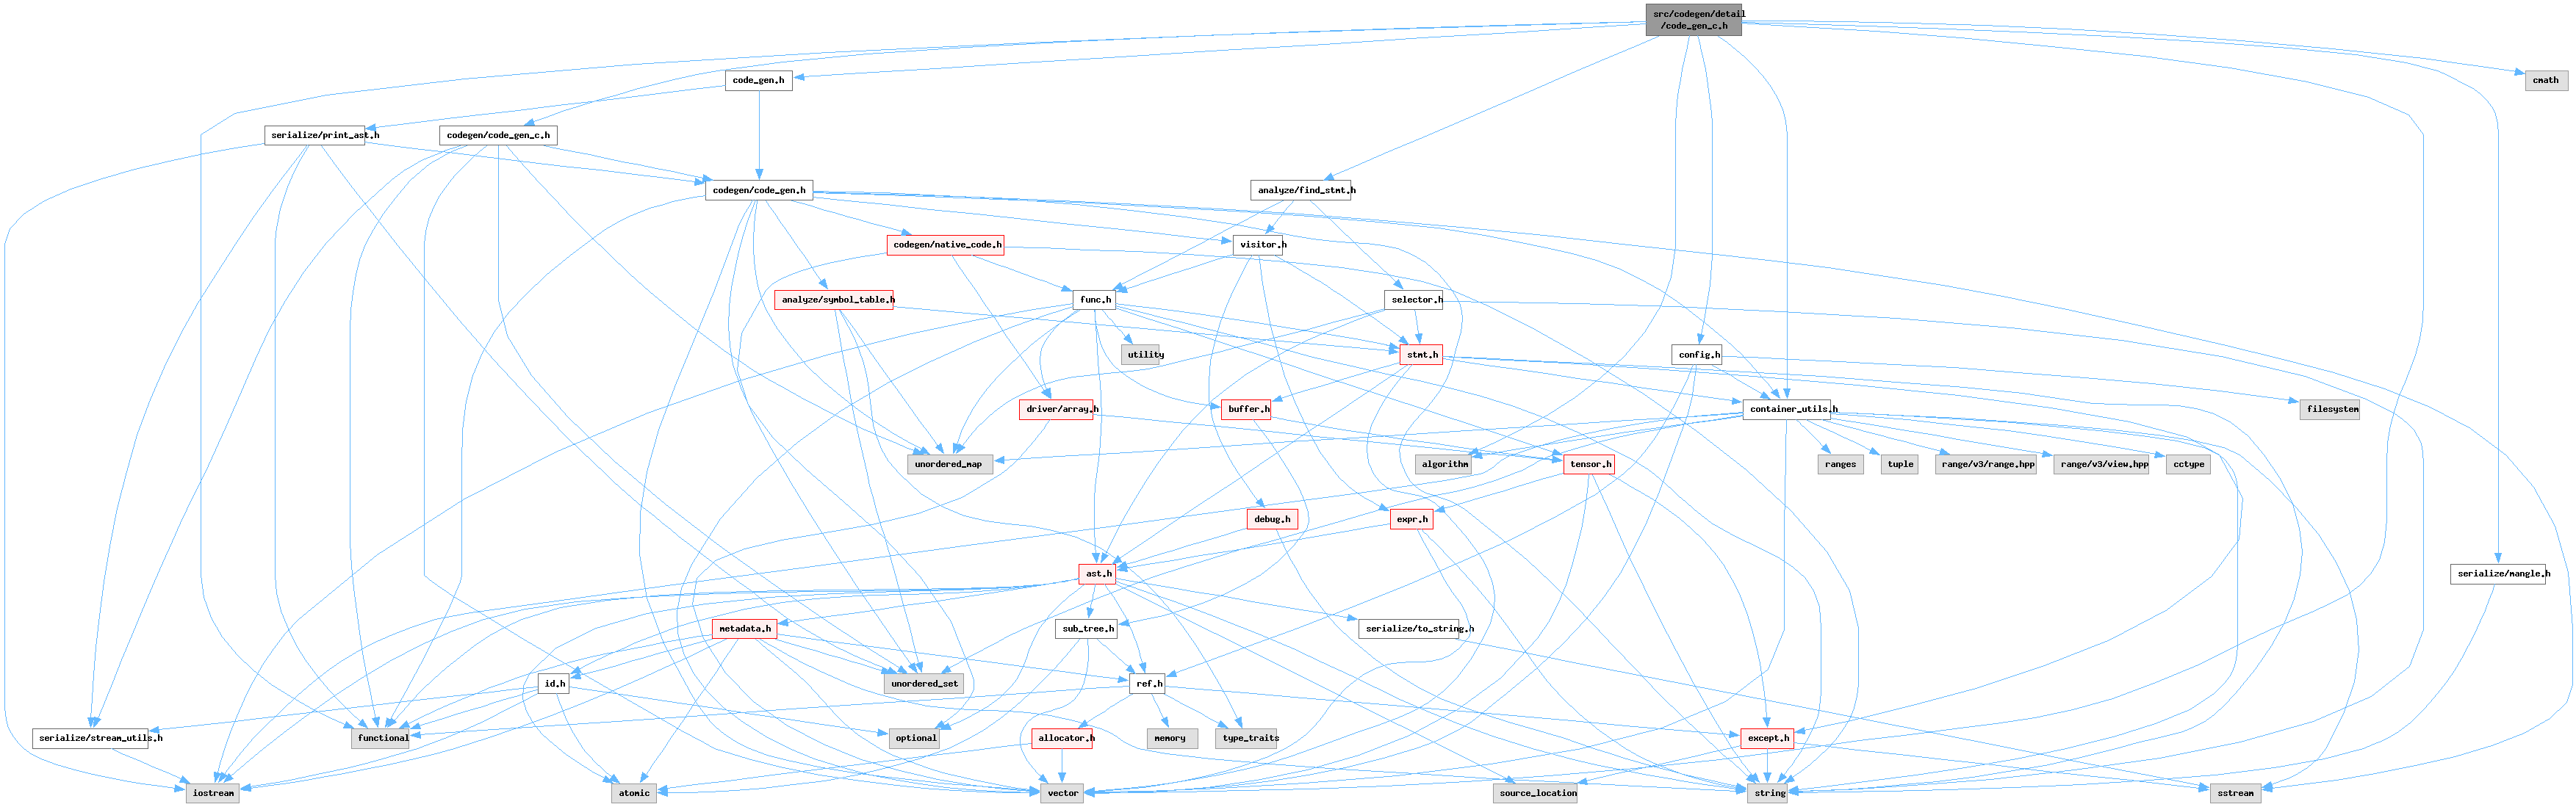 src/codegen/detail
/code_gen_c.h
code_gen.h
cmath
serialize/print_ast.h
codegen/code_gen_c.h
codegen/code_gen.h
analyze/find_stmt.h
codegen/native_code.h
visitor.h
analyze/symbol_table.h
func.h
selector.h
utility
stmt.h
config.h
driver/array.h
buffer.h
container_utils.h
filesystem
unordered_map
algorithm
tensor.h
ranges
tuple
range/v3/range.hpp
range/v3/view.hpp
cctype
debug.h
expr.h
ast.h
serialize/mangle.h
metadata.h
sub_tree.h
serialize/to_string.h
id.h
unordered_set
ref.h
serialize/stream_utils.h
functional
optional
allocator.h
memory
type_traits
except.h
iostream
atomic
vector
source_location
string
sstream